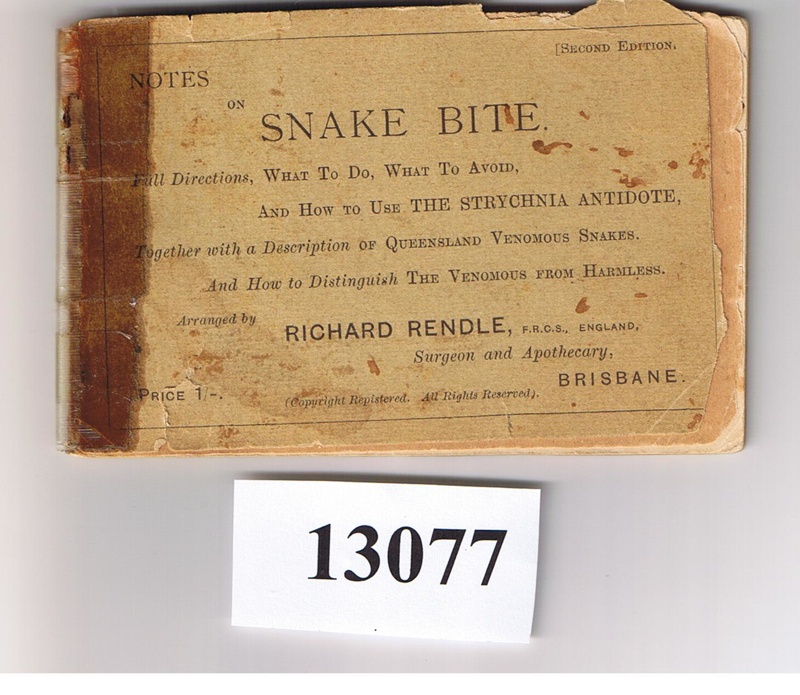 [SECOND EDITION.
NOTES
ON
SNAKE BITE.
Full Directions, WHAT TO DO, WHAT TO AVOID,
AND HOW TO USE THE STRYCHNIA ANTIDOTE,
Together with a Description OF QUEENSLAND VENOMOUS SNAKES.
And How to Distinguish THE VENOMOUS FROM HARMLESS.
Arranged by
RICHARD RENDLE, F.R.C.S., ENGLAND,
Surgeon and Apothecary,
BRISBANE.
PRICE 1/-.
(Copyright Registered. All Rights Reserved).
13077